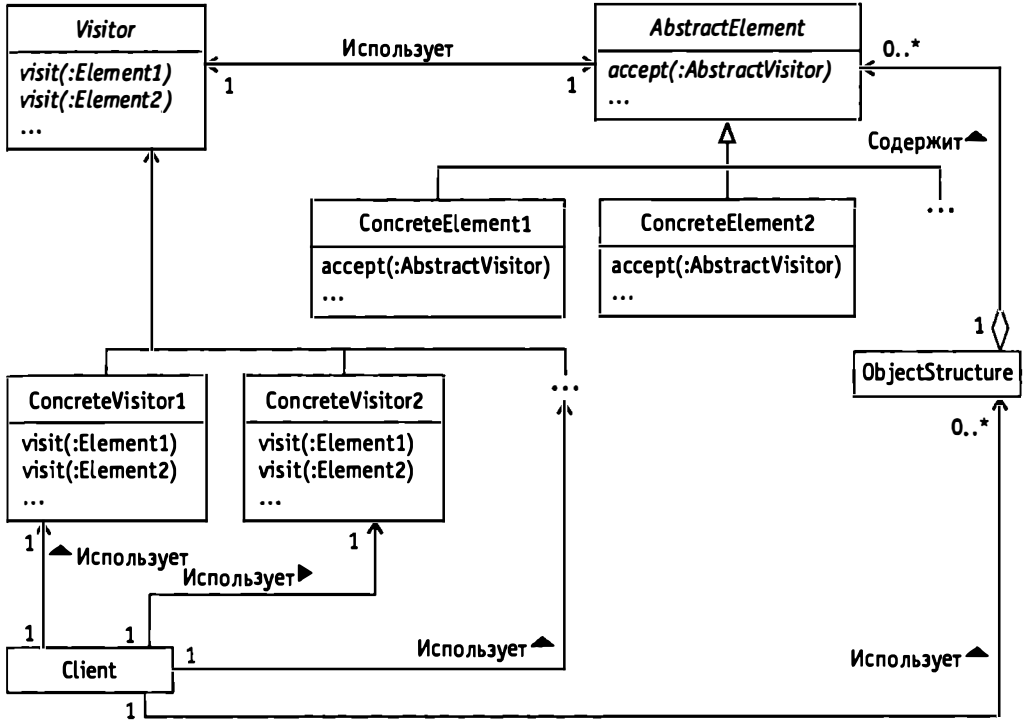 Visitor
visit(:Element1)
visit(:Element2)
...
Использует
1
1
AbstractElement
accept(:AbstractVisitor)
...
0..*
Содержит
ConcreteElement1
accept(:AbstractVisitor)
...
ConcreteElement2
accept(:AbstractVisitor)
...
...
1
ObjectStructure
0..*
ConcreteVisitor1
visit(:Element1)
visit(:Element2)
...
ConcreteVisitor2
visit(:Element1)
visit(:Element2)
...
...
1
Использует
1
Использует
1
1
1
Использует
Использует
Client
1